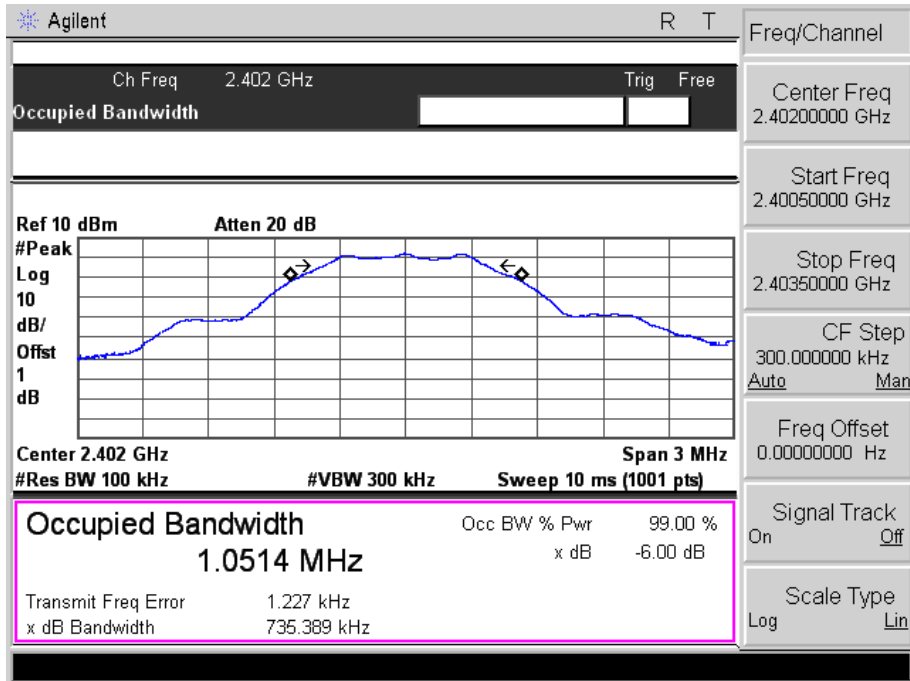 Agilent R T
Freq/Channel
Ch Freq 2.402 GHz Trig Free
Occupied Bandwidth
Center Freq
2.40200000 GHz
Start Freq
2.40050000 GHz
Stop Freq
2.40350000 GHz
CF Step
300.000000 kHz
Auto Man
Freq Offset
0.00000000 Hz
Signal Track
On Off
Scale Type
Log Lin
Ref 10 dBm Atten 20 dB
#Peak
Log
10
dB/
Offst
1
dB
Center 2.402 GHz Span 3 MHz
#Res BW 100 kHz #VBW 300 kHz Sweep 10 ms (1001 pts)
Occupied Bandwidth
1.0514 MHz
Occ BW % Pwr 99.00 %
x dB -6.00 dB
Transmit Freq Error 1.227 kHz
x dB Bandwidth 735.389 kHz